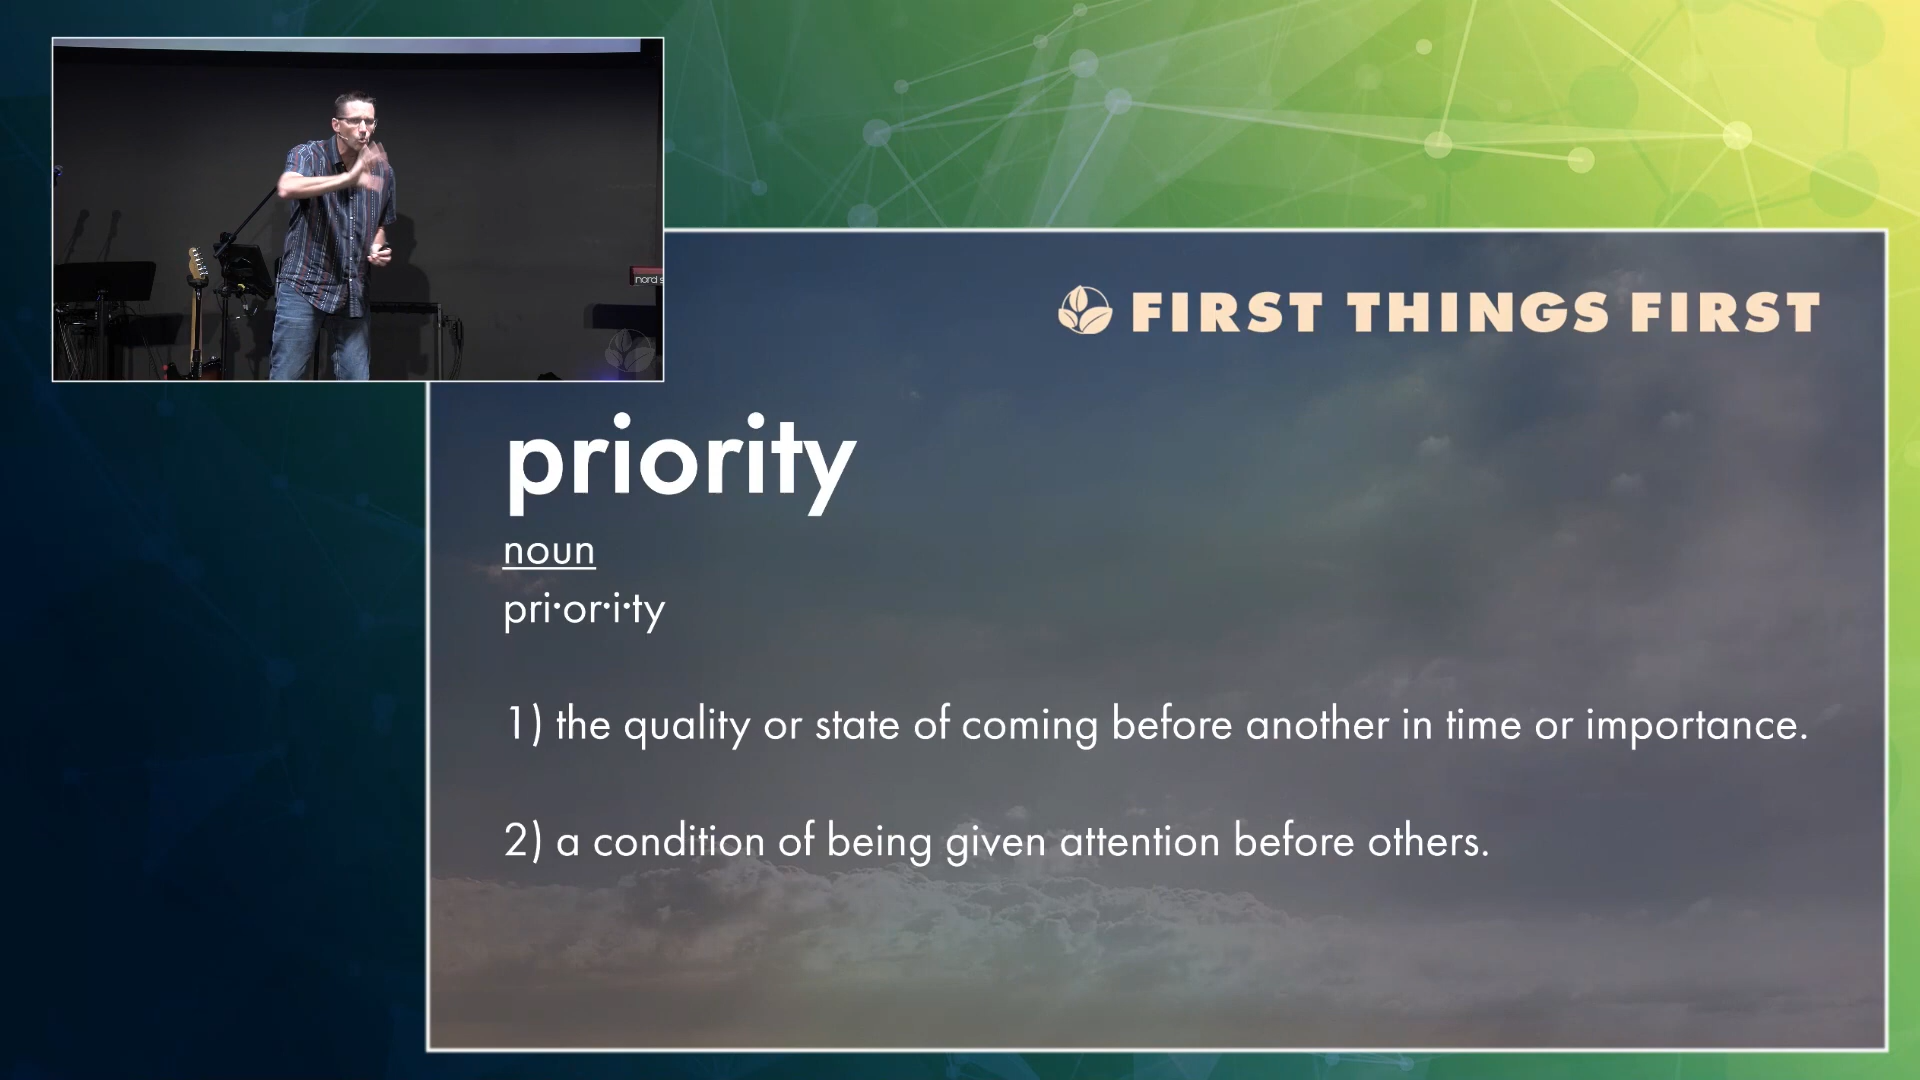 nord s
FIRST THINGS FIRST
priority
noun
pri·or·i·ty
1) the quality or state of coming before another in time or importance.
2) a condition of being given attention before others.